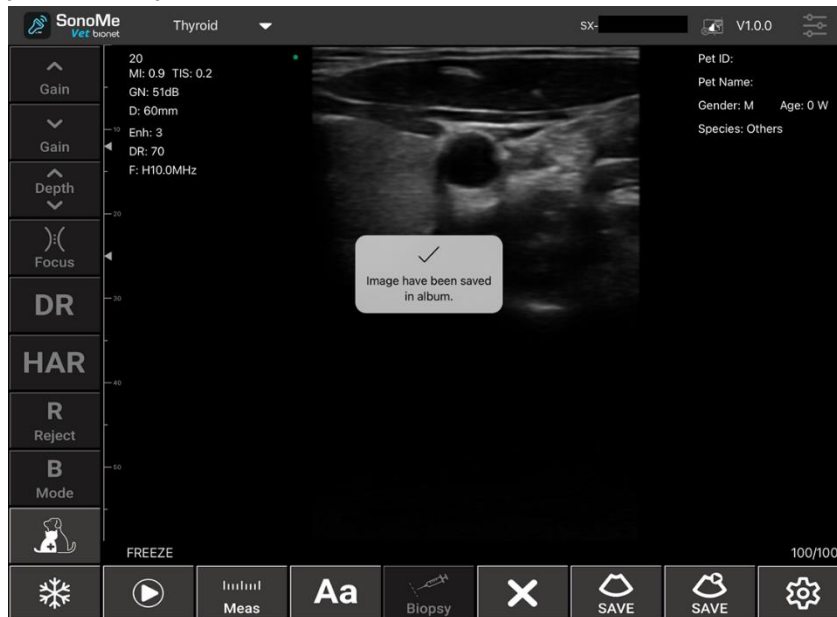 SonoMe
Vet bionet
Thyroid
SX-
V1.0.0
Gain
Gain
Depth
Focus
DR
HAR
R
Reject
B
Mode
20
MI: 0.9 TIS: 0.2
GN: 51dB
D: 60mm
Enh: 3
DR: 70
F: H10.0MHz
10
20
30
40
50
Pet ID:
Pet Name:
Gender: M Age: 0 W
Species: Others
Image have been saved
in album.
FREEZE
100/100
Meas
Aa
Biopsy
SAVE
SAVE